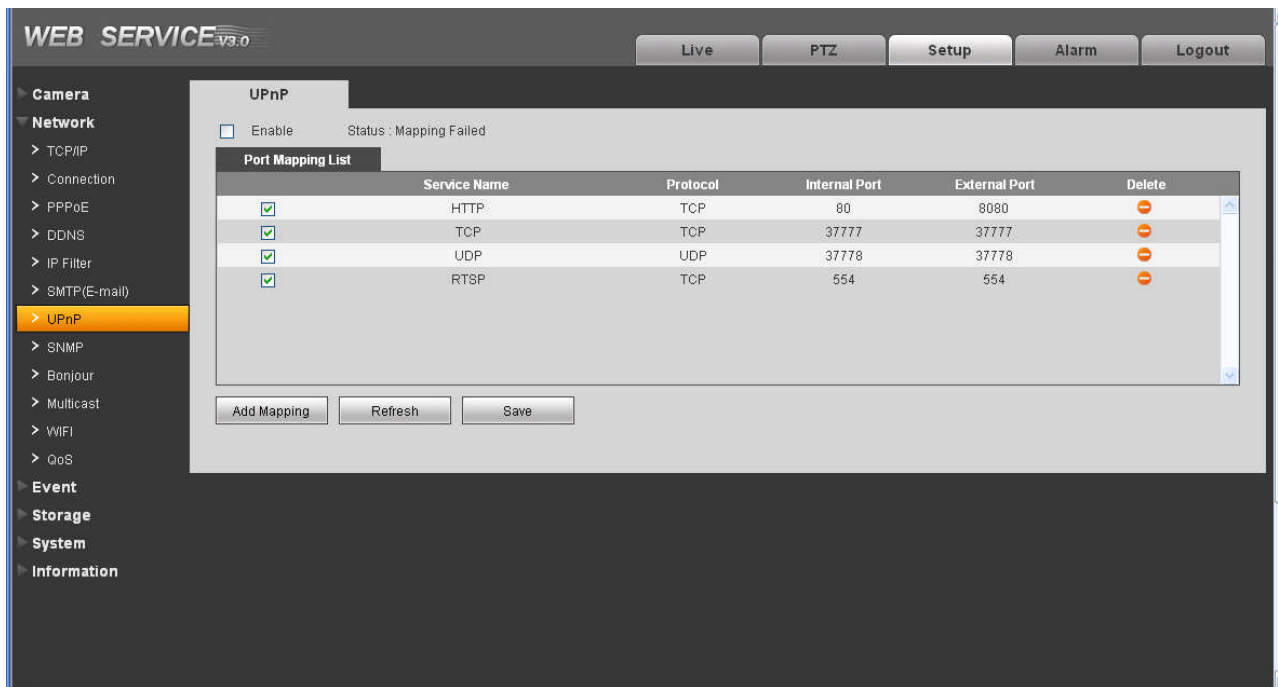 WEB SERVICE V3.0
Live PTZ Setup Alarm Logout
Camera
Network
> TCP/IP
> Connection
> PPPoE
> DDNS
> IP Filter
> SMTP(E-mail)
> UPnP
> SNMP
> Bonjour
> Multicast
> WIFI
> QoS
Event
Storage
System
Information
UPnP
Enable Status : Mapping Failed
Port Mapping List
Service Name Protocol Internal Port External Port Delete
HTTP TCP 80 8080
TCP TCP 37777 37777
UDP UDP 37778 37778
RTSP TCP 554 554
Add Mapping Refresh Save